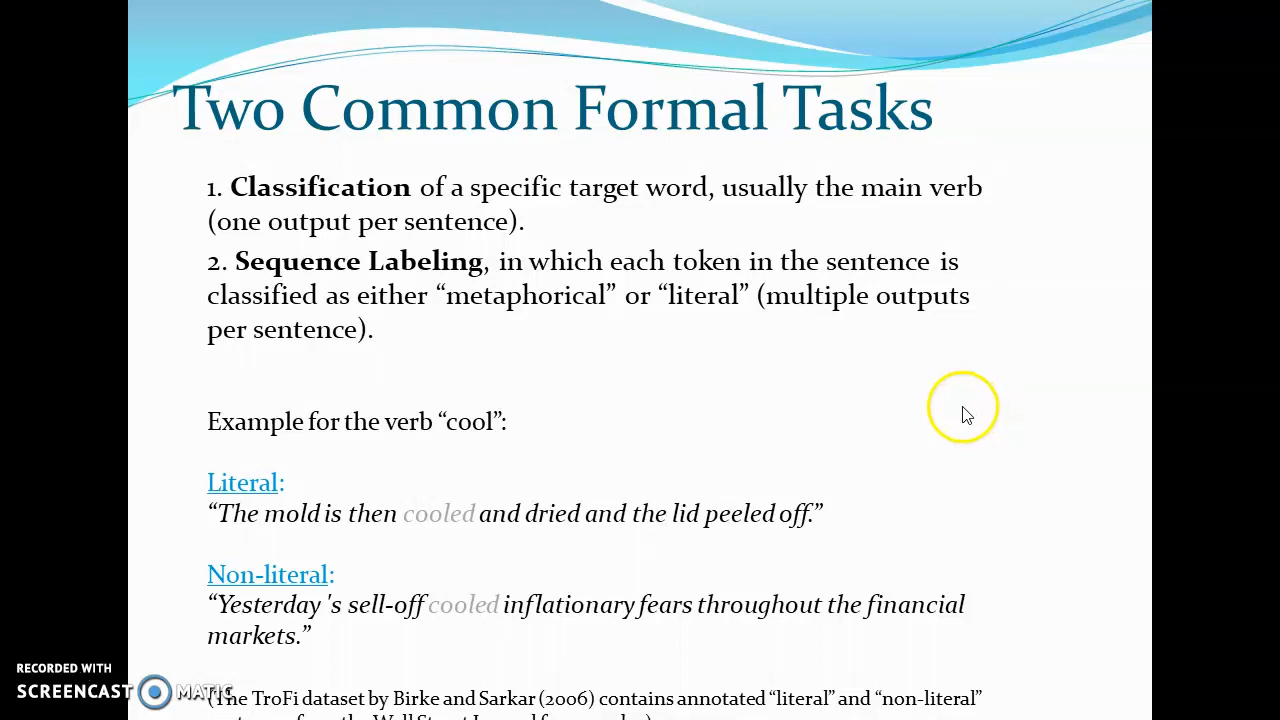 Two Common Formal Tasks
1. Classification of a specific target word, usually the main verb
(one output per sentence).
2. Sequence Labeling, in which each token in the sentence is
classified as either “metaphorical” or “literal” (multiple outputs
per sentence).
Example for the verb “cool”:
Literal:
“The mold is then cooled and dried and the lid peeled off.”
Non-literal:
“Yesterday 's sell-off cooled inflationary fears throughout the financial
markets.”
(The TroFi dataset by Birke and Sarkar (2006) contains annotated “literal” and “non-literal”
RECORDED WITH
SCREENCAST MATIC